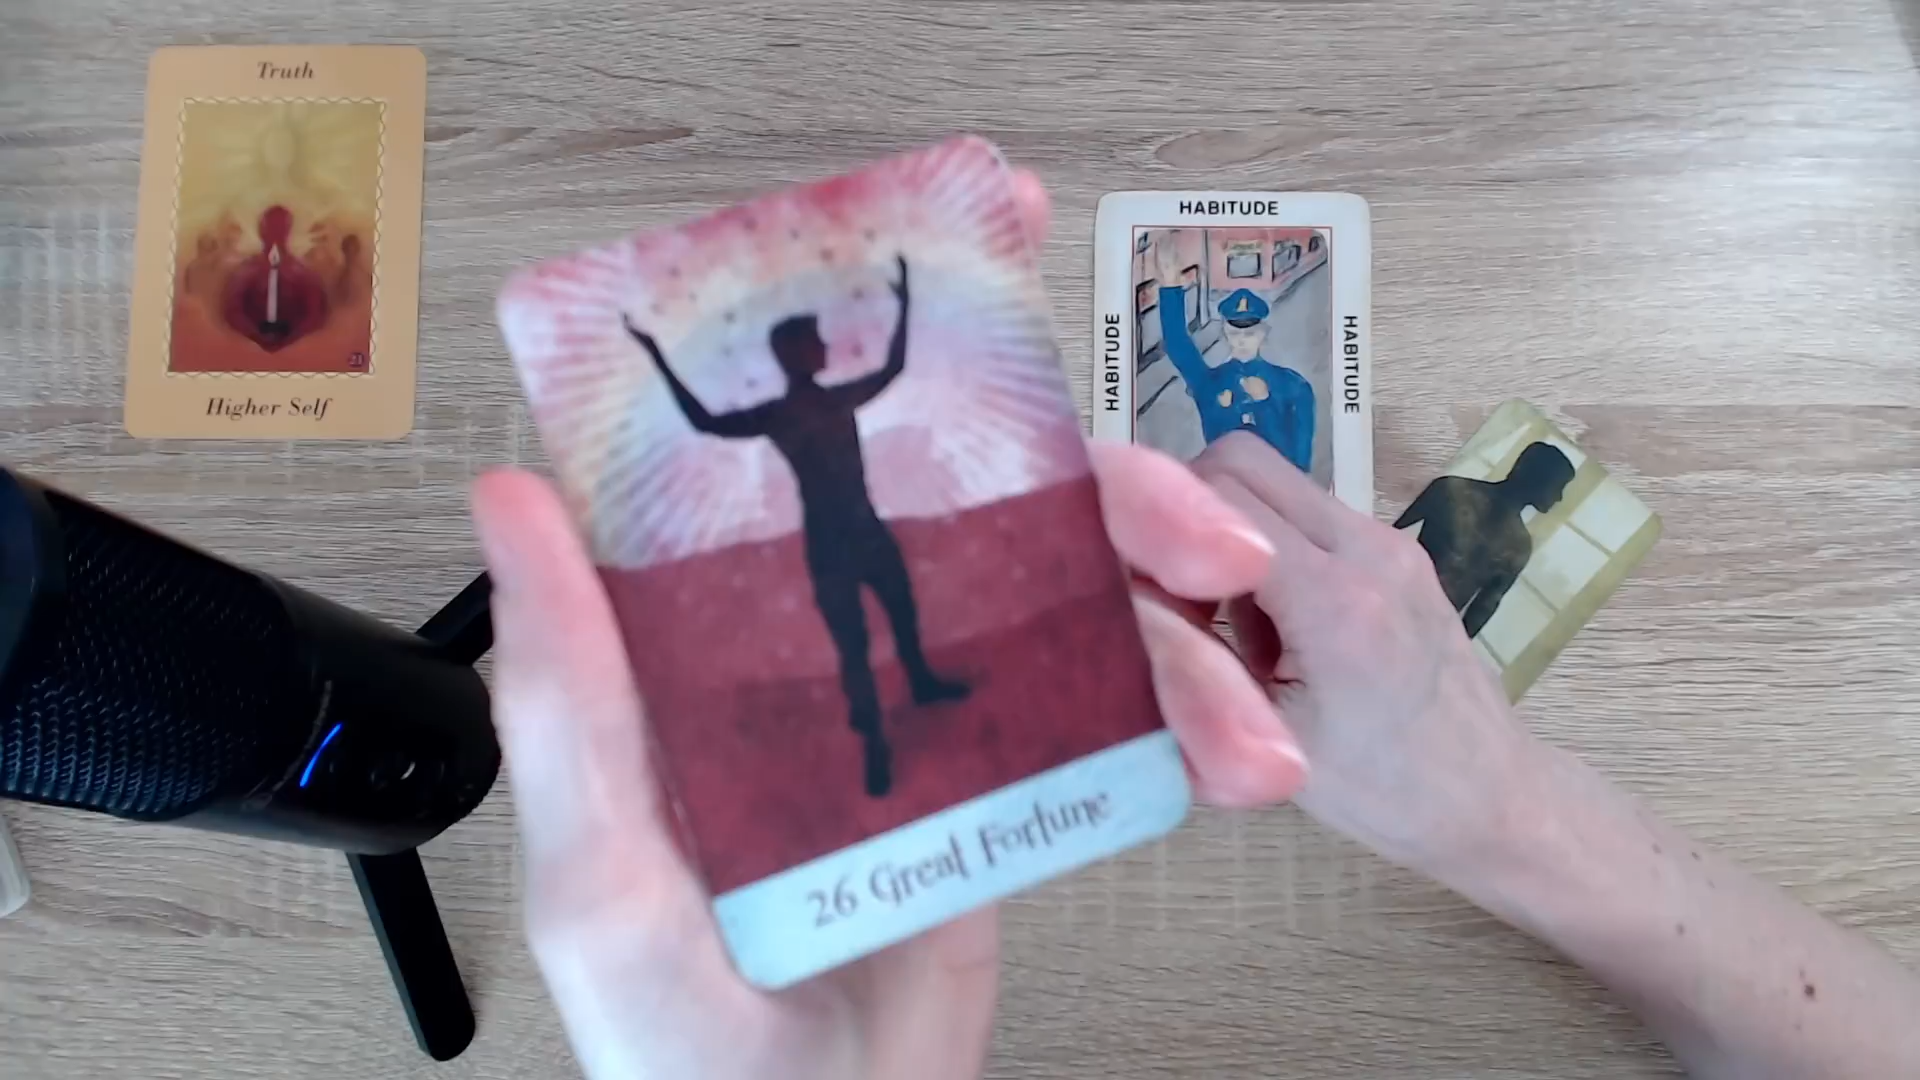 Truth
Higher Self
26 Great Fortune
HABITUDE
HABITUDE
HABITUDE